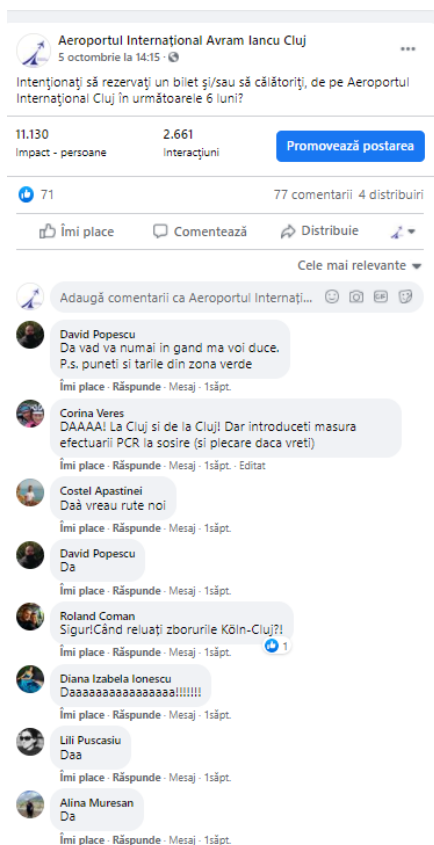 Aeroportul Internațional Avram Iancu Cluj
5 octombrie la 14:15 ·
Intenționați să rezervați un bilet și/sau să călătoriți, de pe Aeroportul
Internațional Cluj în următoarele 6 luni?
11.130
Impact - persoane
2.661
Interacțiuni
Promovează postarea
71
77 comentarii 4 distribuiri
Îmi place
Comentează
Distribuie
Cele mai relevante
Adaugă comentarii ca Aeroportul Internați...
GIF
David Popescu
Da vad va numai in gand ma voi duce.
P.s. puneti si tarile din zona verde
Îmi place · Răspunde · Mesaj · 1săpt.
Corina Veres
DAAAA! La Cluj si de la Cluj! Dar introduceti masura
efectuarii PCR la sosire (si plecare daca vreti)
Îmi place · Răspunde · Mesaj · 1săpt. · Editat
Costel Apastinei
Daà vreau rute noi
Îmi place · Răspunde · Mesaj · 1săpt.
David Popescu
Da
Îmi place · Răspunde · Mesaj · 1săpt.
Roland Coman
Sigur!Când reluați zborurile Köln-Cluj?!
Îmi place · Răspunde · Mesaj · 1săpt.
1
Diana Izabela Ionescu
Daaaaaaaaaaaaaaaa!!!!!!!
Îmi place · Răspunde · Mesaj · 1săpt.
Lili Puscasiu
Daa
Îmi place · Răspunde · Mesaj · 1săpt.
Alina Muresan
Da
Îmi place · Răspunde · Mesaj · 1săpt.